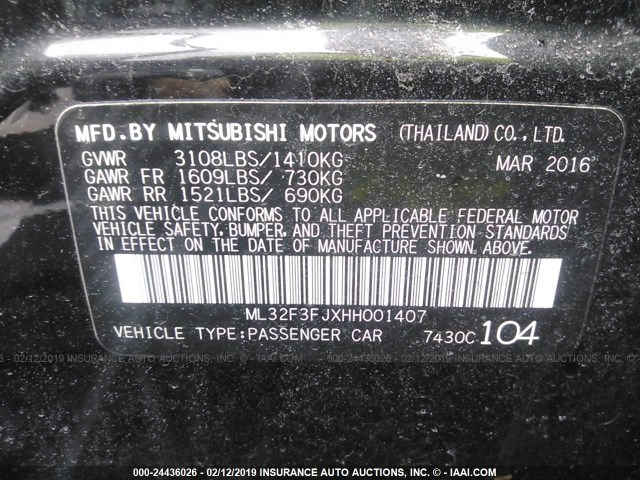 MFD.BY MITSUBISHI MOTORS (THAILAND) CO., LTD.
GVWR 3108LBS/1410KG MAR 2016
GAWR FR 1609LBS/ 730KG
GAWR RR 1521LBS/ 690KG
THIS VEHICLE CONFORMS TO ALL APPLICABLE FEDERAL MOTOR
VEHICLE SAFETY, BUMPER, AND THEFT PREVENTION STANDARDS
IN EFFECT ON THE DATE OF MANUFACTURE SHOWN ABOVE.
ML32F3FJXHH001407
VEHICLE TYPE:PASSENGER CAR 7430C 104
000-24436026 - 02/12/2019 INSURANCE AUTO AUCTIONS, INC. - (C) IAAI.COM